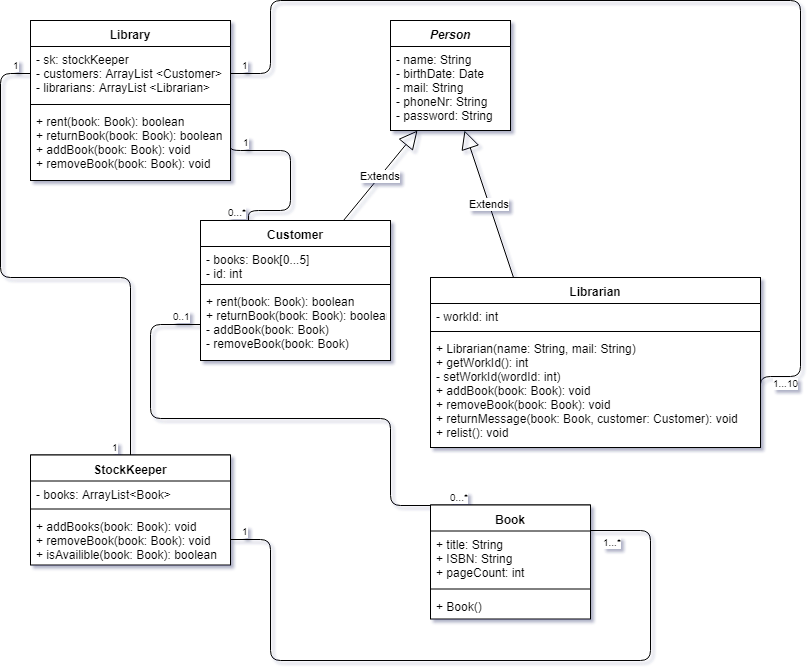 Library
- sk: stockKeeper
- customers: ArrayList <Customer>
- librarians: ArrayList <Librarian>
+ rent(book: Book): boolean
+ returnBook(book: Book): boolean
+ addBook(book: Book): void
+ removeBook(book: Book): void
1
1
1
0...*
Person
- name: String
- birthDate: Date
- mail: String
- phoneNr: String
- password: String
Extends
Extends
Customer
- books: Book[0...5]
- id: int
+ rent(book: Book): boolean
+ returnBook(book: Book): boolea
- addBook(book: Book)
- removeBook(book: Book)
0..1
Librarian
- workId: int
+ Librarian(name: String, mail: String)
+ getWorkId(): int
- setWorkId(wordId: int)
+ addBook(book: Book): void
+ removeBook(book: Book): void
+ returnMessage(book: Book, customer: Customer): void
+ relist(): void
1...10
1
StockKeeper
- books: ArrayList<Book>
+ addBooks(book: Book): void
+ removeBook(book: Book): void
+ isAvailible(book: Book): boolean
1
0...*
Book
+ title: String
+ ISBN: String
+ pageCount: int
+ Book()
1...*